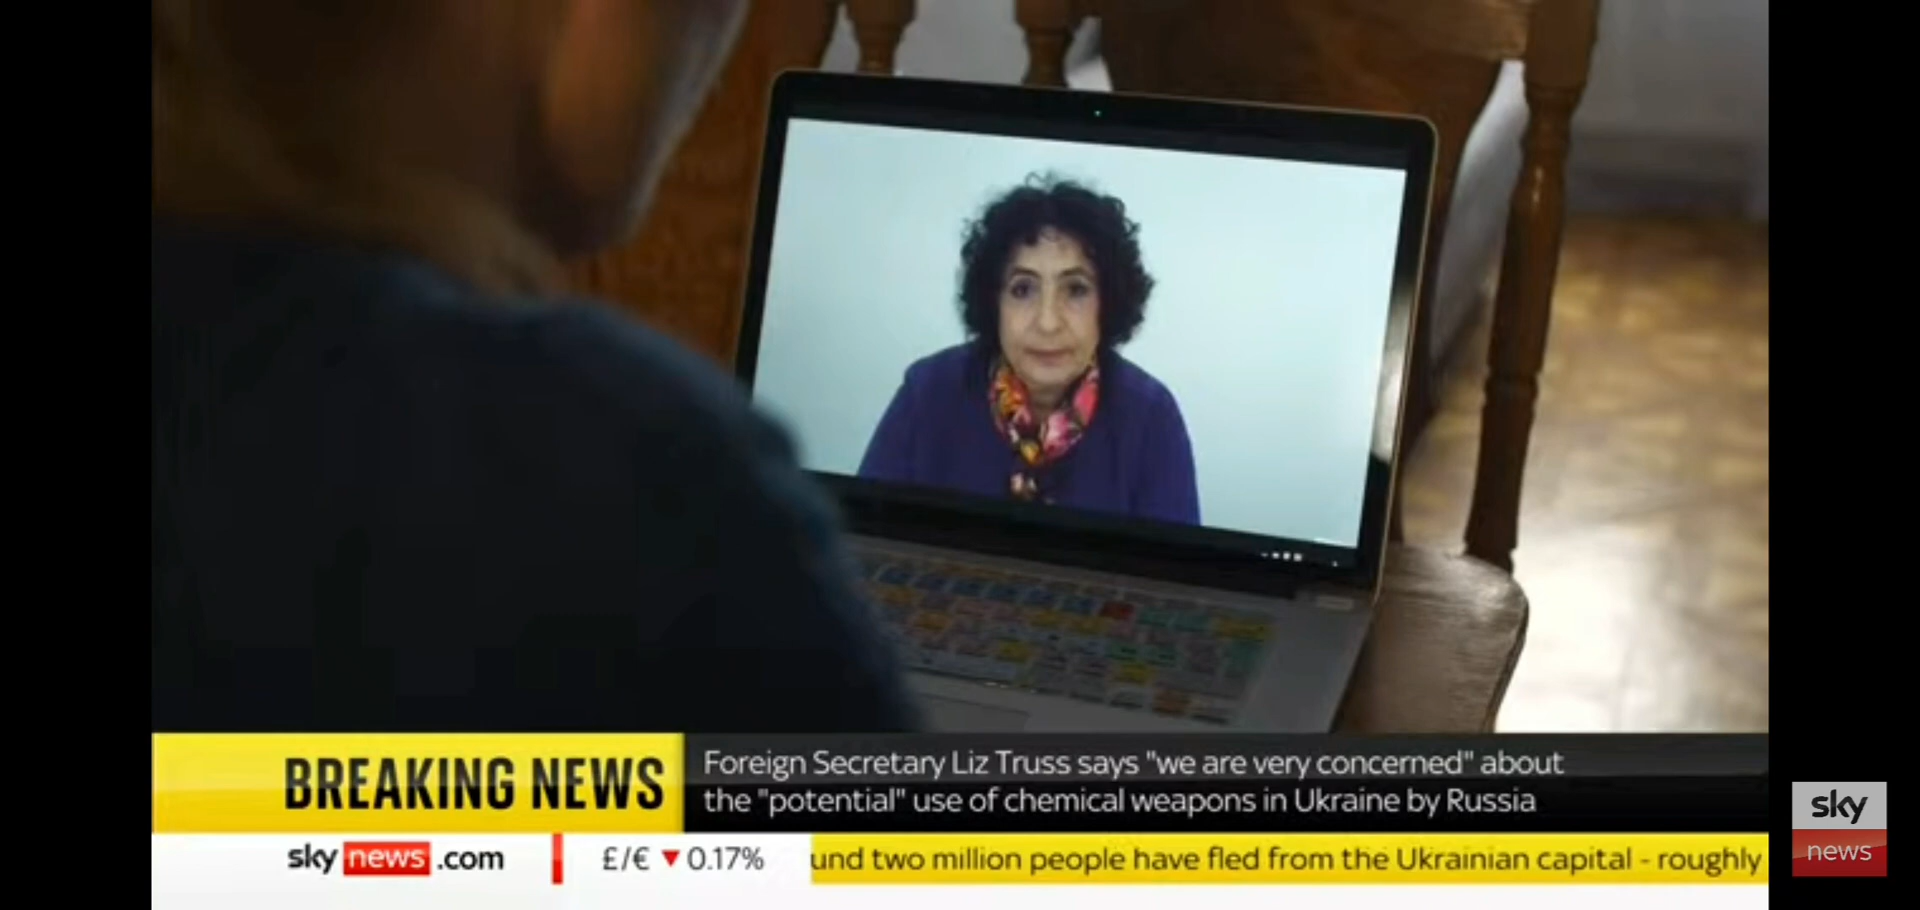 BREAKING NEWS
Foreign Secretary Liz Truss says "we are very concerned" about
the "potential" use of chemical weapons in Ukraine by Russia
sky news .com
£/€ ▼ 0.17%
und two million people have fled from the Ukrainian capital - roughly
sky
news